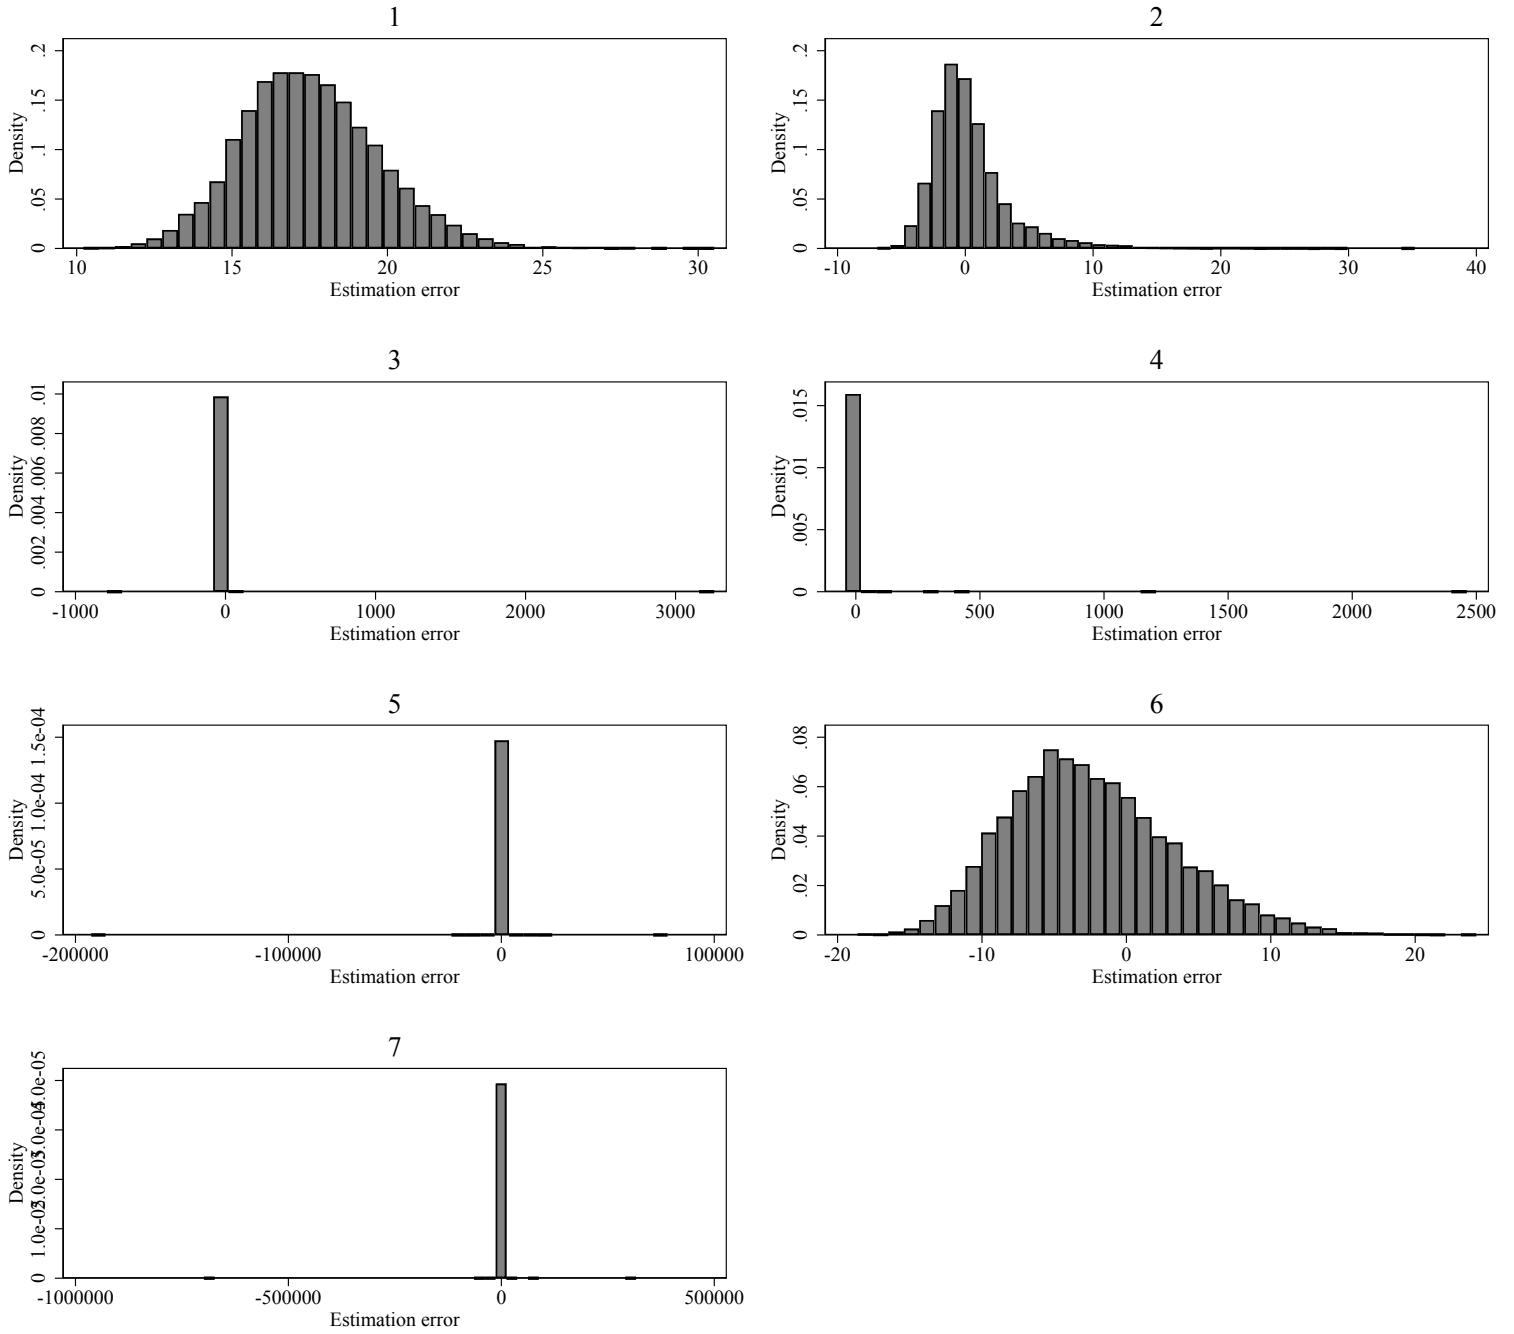 1
Density
.2
.15
.1
.05
0
10 15 20 25 30
Estimation error
2
Density
.2
.15
.1
.05
0
-10 0 10 20 30 40
Estimation error
3
Density
.01
.008
.006
.004
.002
0
-1000 0 1000 2000 3000
Estimation error
4
Density
.015
.01
.005
0
0 500 1000 1500 2000 2500
Estimation error
5
Density
1.5e-04
1.0e-04
5.0e-05
0
-200000 -100000 0 100000
Estimation error
6
Density
.08
.06
.04
.02
0
-20 -10 0 10 20
Estimation error
7
Density
1.0e-05
0
-1000000 -500000 0 500000
Estimation error